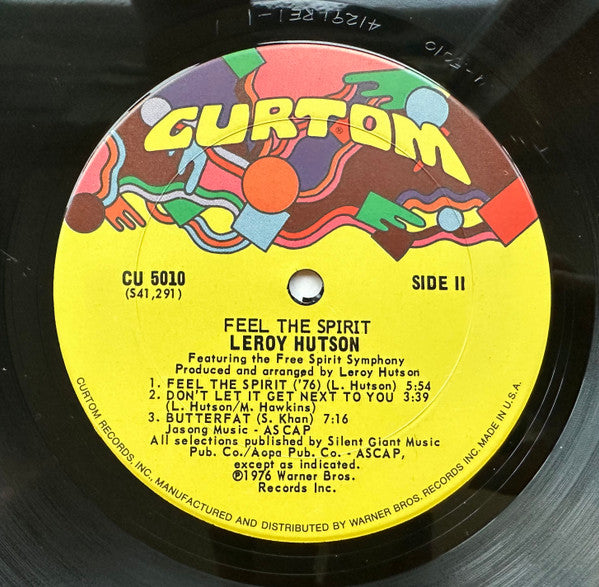 CURTOM®
CU 5010
(S41,291)
SIDE II
FEEL THE SPIRIT
LEROY HUTSON
Featuring the Free Spirit Symphony
Produced and arranged by Leroy Hutson
1. FEEL THE SPIRIT ('76) (L. Hutson) 5:54
2. DON'T LET IT GET NEXT TO YOU 3:39
(L. Hutson/M. Hawkins)
3. BUTTERFAT (S. Khan) 7:16
Jasong Music - ASCAP
All selections published by Silent Giant Music
Pub. Co./Aopa Pub. Co. - ASCAP,
except as indicated.
℗1976 Warner Bros.
Records Inc.
CURTOM RECORDS, INC., MANUFACTURED AND DISTRIBUTED BY WARNER BROS. RECORDS INC. MADE IN U.S.A.